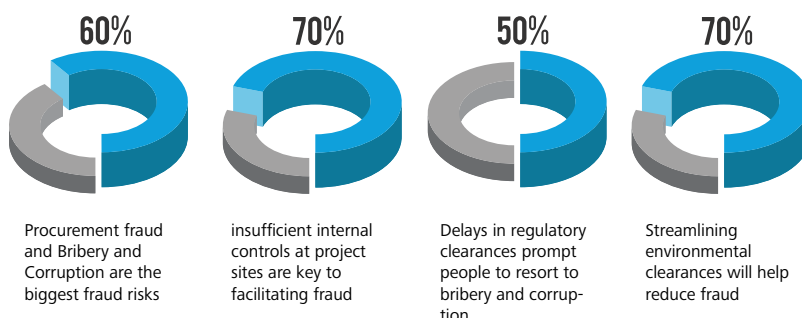 60%
70%
50%
70%
Procurement fraud
and Bribery and
Corruption are the
biggest fraud risks
insufficient internal
controls at project
sites are key to
facilitating fraud
Delays in regulatory
clearances prompt
people to resort to
bribery and corrup-
tion
Streamlining
environmental
clearances will help
reduce fraud